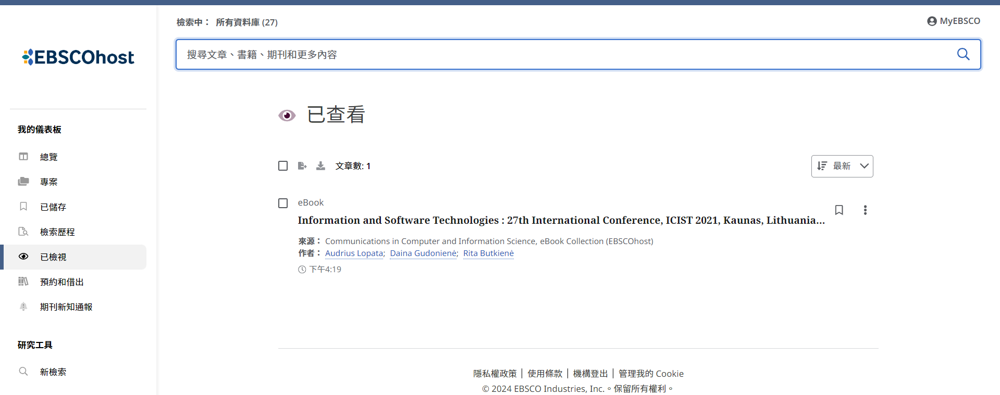 檢索中： 所有資料庫 (27)
MyEBSCO
EBSCOhost
搜尋文章、書籍、期刊和更多內容
我的儀表板
總覽
專案
已儲存
檢索歷程
已檢視
預約和借出
期刊新知通報
研究工具
新檢索
已查看
文章數: 1
最新
eBook
Information and Software Technologies : 27th International Conference, ICIST 2021, Kaunas, Lithuania...
來源： Communications in Computer and Information Science, eBook Collection (EBSCOhost)
作者： Audrius Lopata; Daina Gudonienė; Rita Butkienė
下午4:19
隱私權政策 | 使用條款 | 機構登出 | 管理我的 Cookie
© 2024 EBSCO Industries, Inc.。保留所有權利。